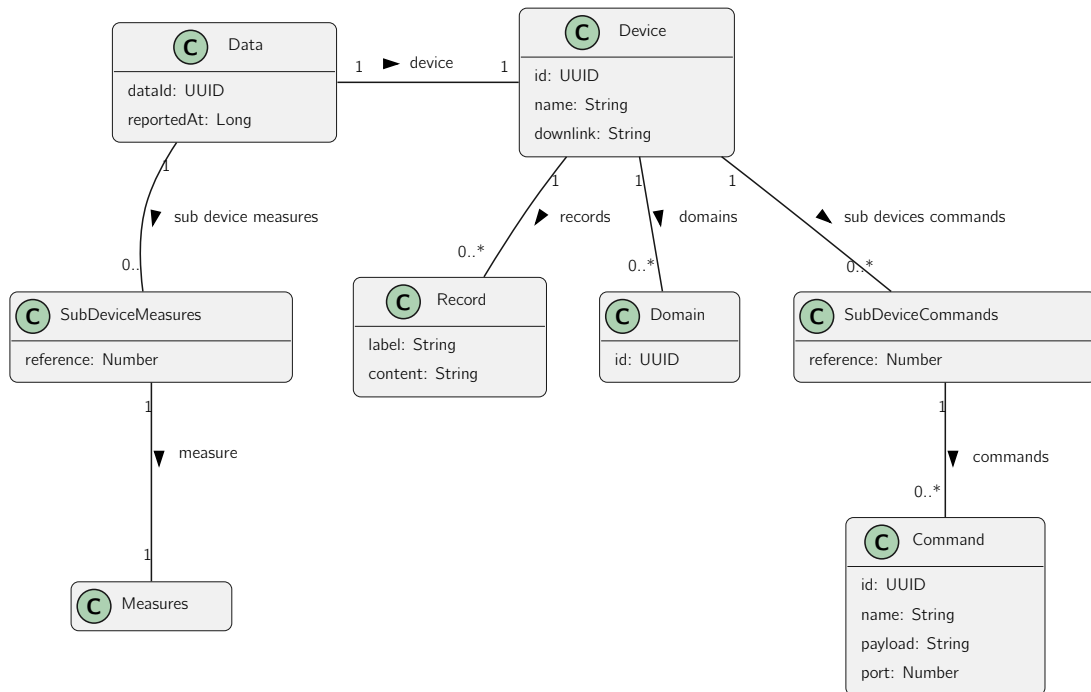 C Data
dataId: UUID
reportedAt: Long
1 device 1
C Device
id: UUID
name: String
downlink: String
1
sub device measures
0..
1
records
0..*
1
domains
0..*
1
sub devices commands
0..*
C SubDeviceMeasures
reference: Number
C Record
label: String
content: String
C Domain
id: UUID
C SubDeviceCommands
reference: Number
1
measure
1
1
commands
0..*
C Measures
C Command
id: UUID
name: String
payload: String
port: Number